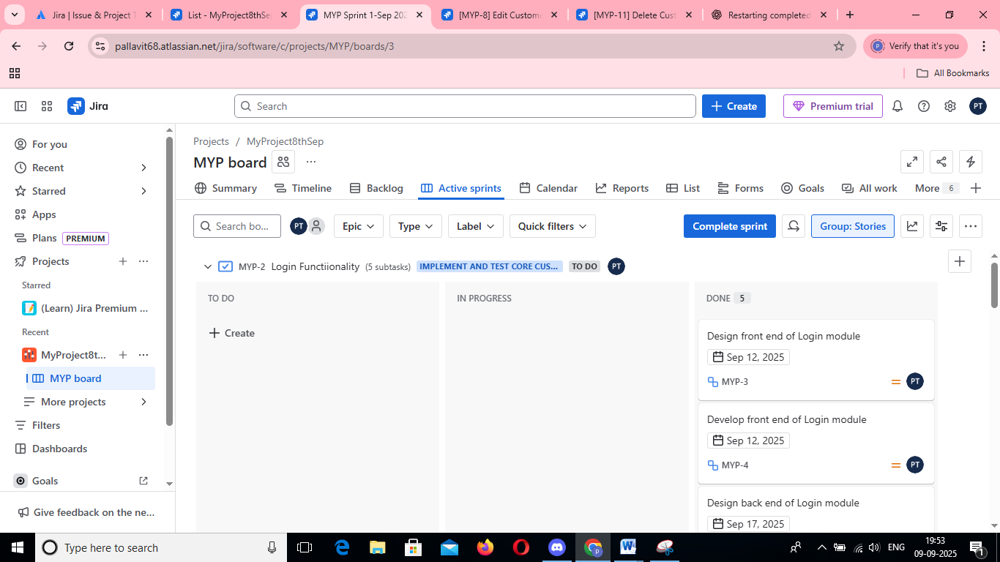 Jira | Issue & Project T
List - MyProject8thSe
MYP Sprint 1-Sep 202
[MYP-8] Edit Custome
[MYP-11] Delete Cust
Restarting completed
pallavit68.atlassian.net/jira/software/c/projects/MYP/boards/3
P
Verify that it's you
All Bookmarks
Jira
Search
Create
Premium trial
PT
For you
Recent
Starred
Apps
Plans PREMIUM
Projects
Starred
(Learn) Jira Premium ...
Recent
MyProject8t...
MYP board
More projects
Filters
Dashboards
Goals
Give feedback on the ne...
Projects / MyProject8thSep
MYP board
Summary
Timeline
Backlog
Active sprints
Calendar
Reports
List
Forms
Goals
All work
More 6
Search bo...
PT
Epic
Type
Label
Quick filters
Complete sprint
Group: Stories
MYP-2 Login Functiionality (5 subtasks) IMPLEMENT AND TEST CORE CUS... TO DO PT
TO DO
IN PROGRESS
DONE 5
Create
Design front end of Login module
Sep 12, 2025
MYP-3
PT
Develop front end of Login module
Sep 12, 2025
MYP-4
PT
Design back end of Login module
Sep 17, 2025
Type here to search
ENG
19:53
09-09-2025
1